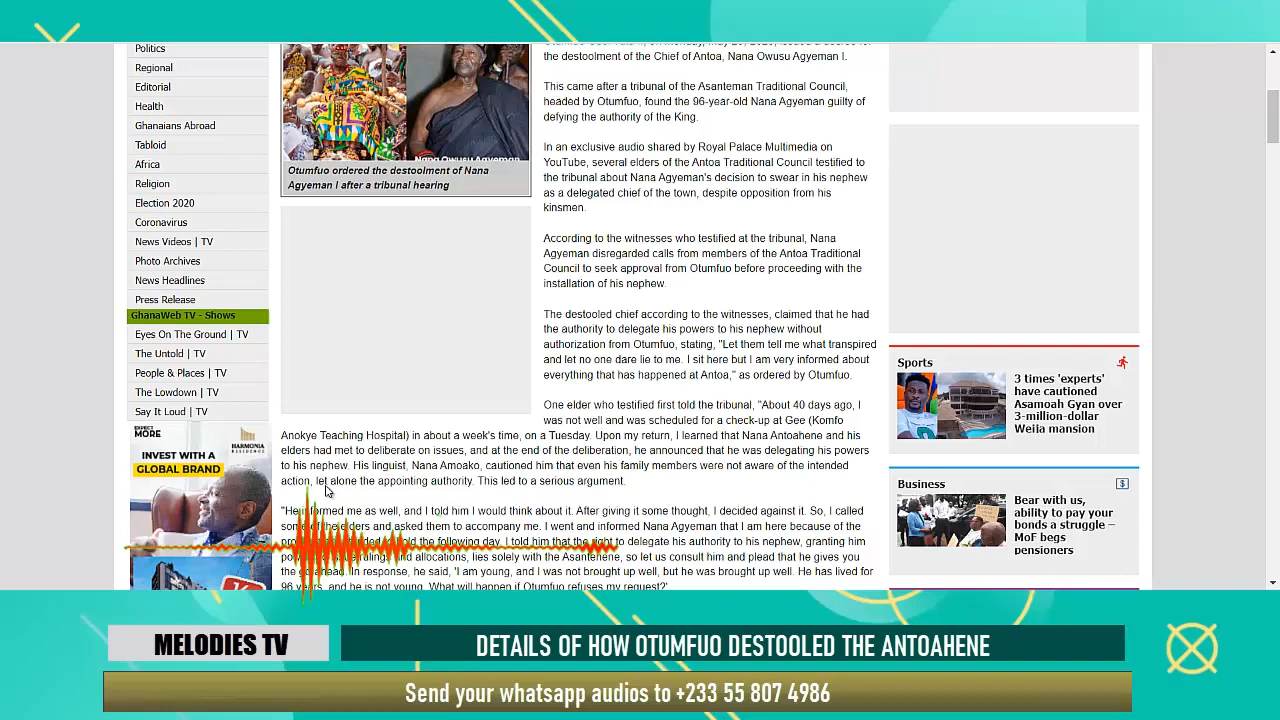 Politics
Regional
Editorial
Health
Ghanaians Abroad
Tabloid
Africa
Religion
Election 2020
Coronavirus
News Videos | TV
Photo Archives
News Headlines
Press Release
GhanaWeb TV - Shows
Eyes On The Ground | TV
The Untold | TV
People & Places | TV
The Lowdown | TV
Say It Loud | TV
EXPECT
MORE
HARMONIA
RESIDENCE
INVEST WITH A
GLOBAL BRAND
Nana Owusu Agyeman
Otumfuo ordered the destoolment of Nana
Agyeman I after a tribunal hearing
the destoolment of the Chief of Antoa, Nana Owusu Agyeman I.
This came after a tribunal of the Asanteman Traditional Council,
headed by Otumfuo, found the 96-year-old Nana Agyeman guilty of
defying the authority of the King.
In an exclusive audio shared by Royal Palace Multimedia on
YouTube, several elders of the Antoa Traditional Council testified to
the tribunal about Nana Agyeman's decision to swear in his nephew
as a delegated chief of the town, despite opposition from his
kinsmen.
According to the witnesses who testified at the tribunal, Nana
Agyeman disregarded calls from members of the Antoa Traditional
Council to seek approval from Otumfuo before proceeding with the
installation of his nephew.
The destooled chief according to the witnesses, claimed that he had
the authority to delegate his powers to his nephew without
authorization from Otumfuo, stating, "Let them tell me what transpired
and let no one dare lie to me. I sit here but I am very informed about
everything that has happened at Antoa," as ordered by Otumfuo.
One elder who testified first told the tribunal, "About 40 days ago, I
was not well and was scheduled for a check-up at Gee (Komfo
Anokye Teaching Hospital) in about a week's time, on a Tuesday. Upon my return, I learned that Nana Antoahene and his
elders had met to deliberate on issues, and at the end of the deliberation, he announced that he was delegating his powers
to his nephew. His linguist, Nana Amoako, cautioned him that even his family members were not aware of the intended
action, let alone the appointing authority. This led to a serious argument.
"He informed me as well, and I told him I would think about it. After giving it some thought, I decided against it. So, I called
some of the elders and asked them to accompany me. I went and informed Nana Agyeman that I am here because of the
the following day. I told him that the right to delegate his authority to his nephew, granting him
and allocations, lies solely with the Asantehene, so let us consult him and plead that he gives you
the go-ahead. In response, he said, 'I am young, and I was not brought up well, but he was brought up well. He has lived for
96 years, and he is not young. What will happen if Otumfuo refuses my request?'
Sports
3 times 'experts'
have cautioned
Asamoah Gyan over
3-million-dollar
Weija mansion
Business
Bear with us,
ability to pay your
bonds a struggle –
MoF begs
pensioners
MELODIES TV
DETAILS OF HOW OTUMFUO DESTOOLED THE ANTOAHENE
Send your whatsapp audios to +233 55 807 4986